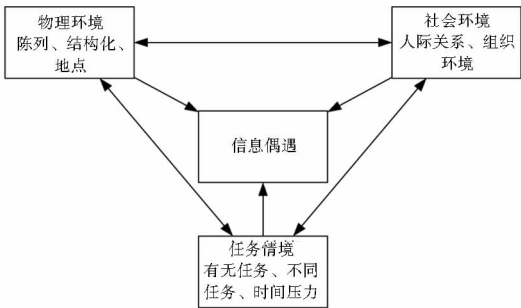 物理环境
陈列、结构化、
地点
社会环境
人际关系、组织
环境
信息偶遇
任务情境
有无任务、不同
任务、时间压力